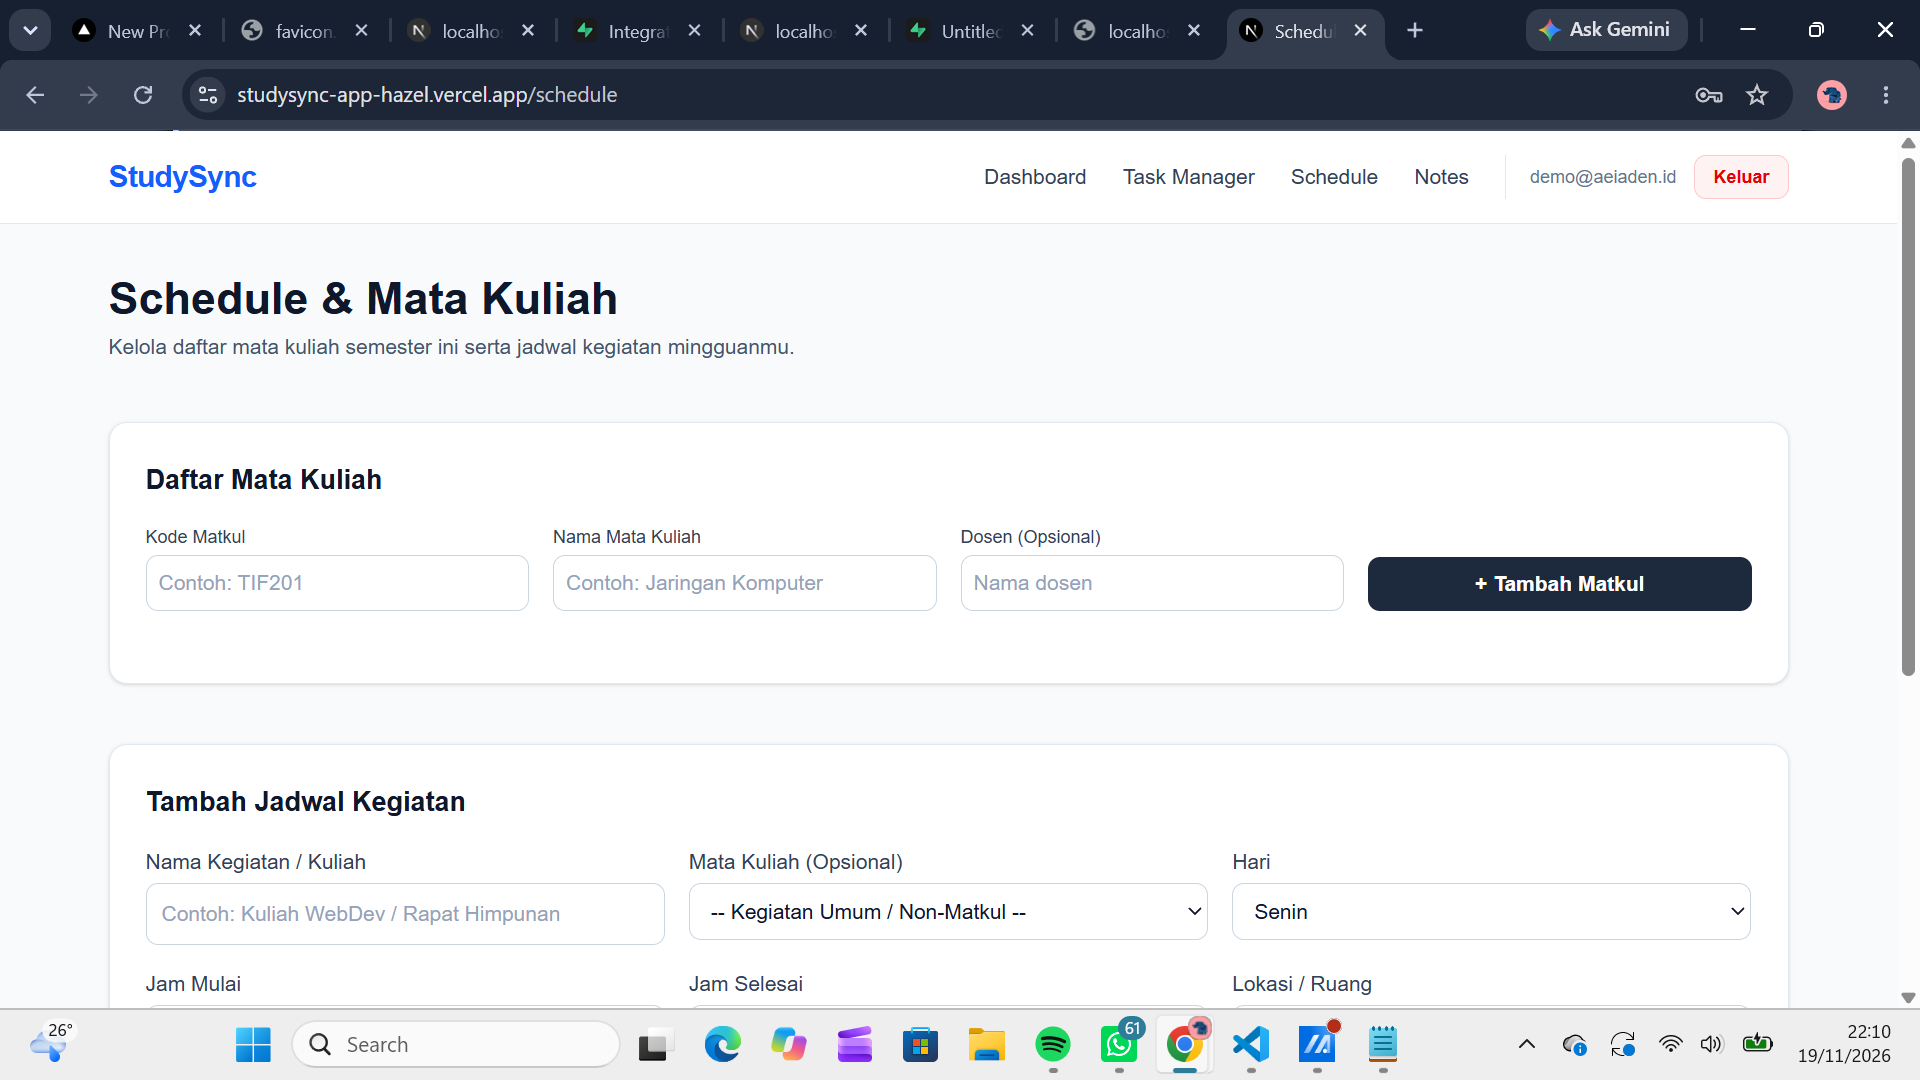 New Pr
favicon.
localho
Integrat
localho
Untitled
localho
Schedul
Ask Gemini
studysync-app-hazel.vercel.app/schedule
StudySync
Dashboard
Task Manager
Schedule
Notes
demo@aeiaden.id
Keluar
Schedule & Mata Kuliah
Kelola daftar mata kuliah semester ini serta jadwal kegiatan mingguanmu.
Daftar Mata Kuliah
Kode Matkul
Nama Mata Kuliah
Dosen (Opsional)
Contoh: TIF201
Contoh: Jaringan Komputer
Nama dosen
+ Tambah Matkul
Tambah Jadwal Kegiatan
Nama Kegiatan / Kuliah
Mata Kuliah (Opsional)
Hari
Contoh: Kuliah WebDev / Rapat Himpunan
-- Kegiatan Umum / Non-Matkul --
Senin
Jam Mulai
Jam Selesai
Lokasi / Ruang
26°
Search
61
22:10
19/11/2026